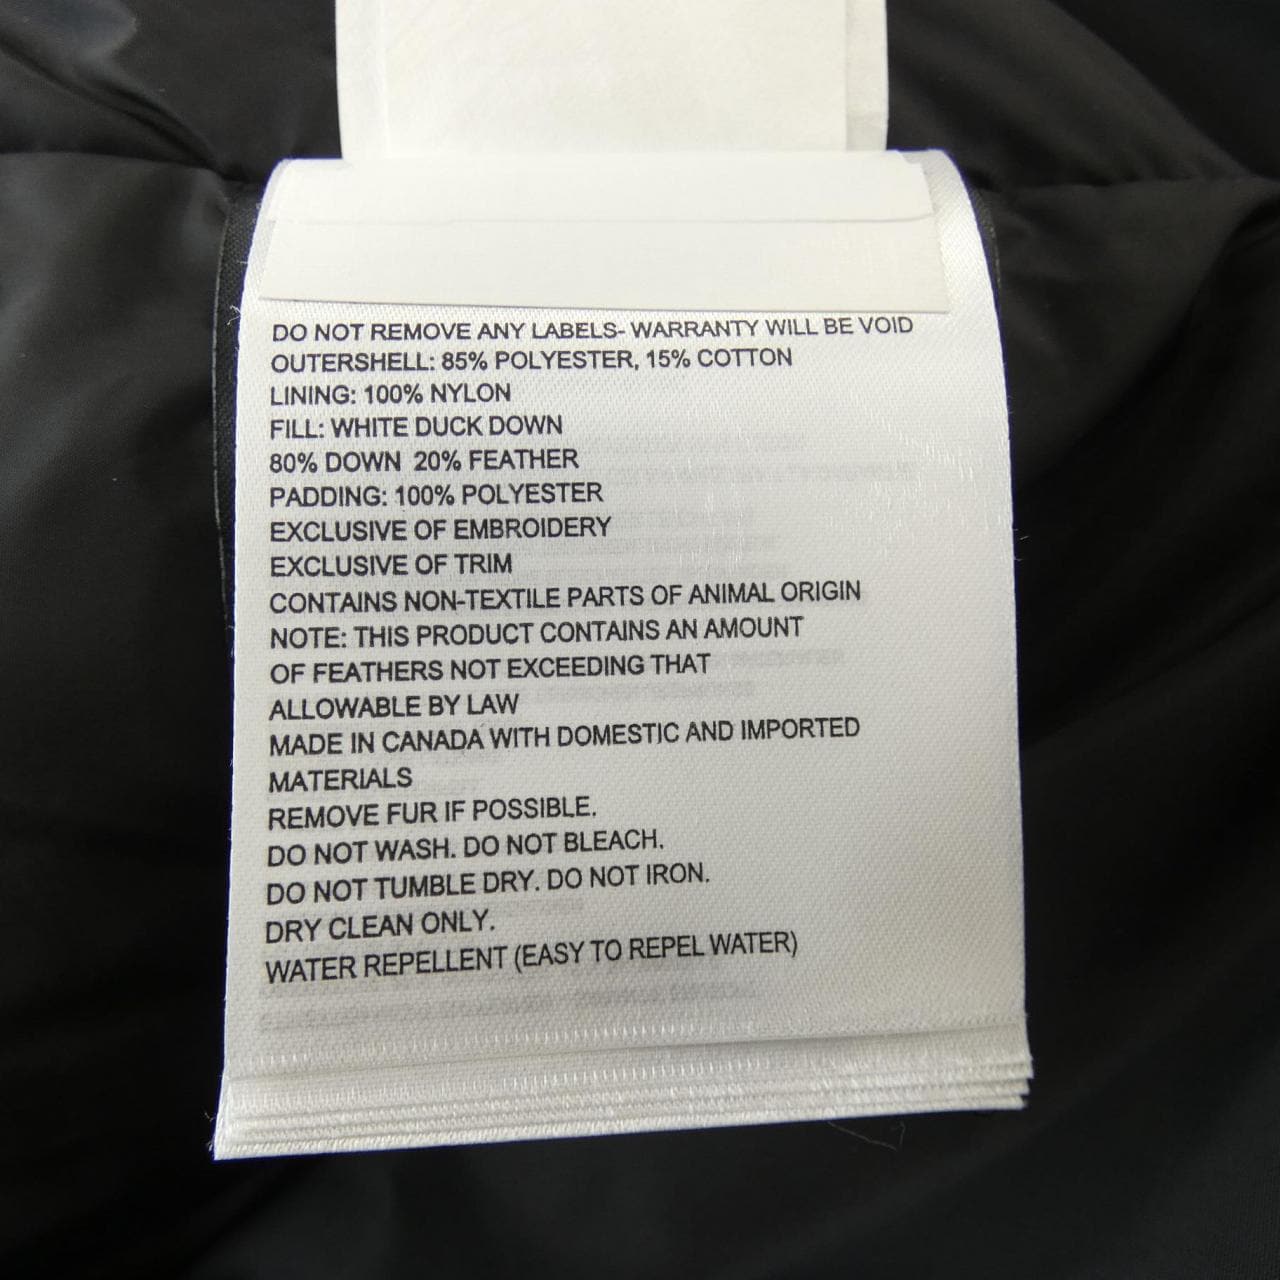 DO NOT REMOVE ANY LABELS- WARRANTY WILL BE VOID
OUTERSHELL: 85% POLYESTER, 15% COTTON
LINING: 100% NYLON
FILL: WHITE DUCK DOWN
80% DOWN 20% FEATHER
PADDING: 100% POLYESTER
EXCLUSIVE OF EMBROIDERY
EXCLUSIVE OF TRIM
CONTAINS NON-TEXTILE PARTS OF ANIMAL ORIGIN
NOTE: THIS PRODUCT CONTAINS AN AMOUNT
OF FEATHERS NOT EXCEEDING THAT
ALLOWABLE BY LAW
MADE IN CANADA WITH DOMESTIC AND IMPORTED
MATERIALS
REMOVE FUR IF POSSIBLE.
DO NOT WASH. DO NOT BLEACH.
DO NOT TUMBLE DRY. DO NOT IRON.
DRY CLEAN ONLY.
WATER REPELLENT (EASY TO REPEL WATER)